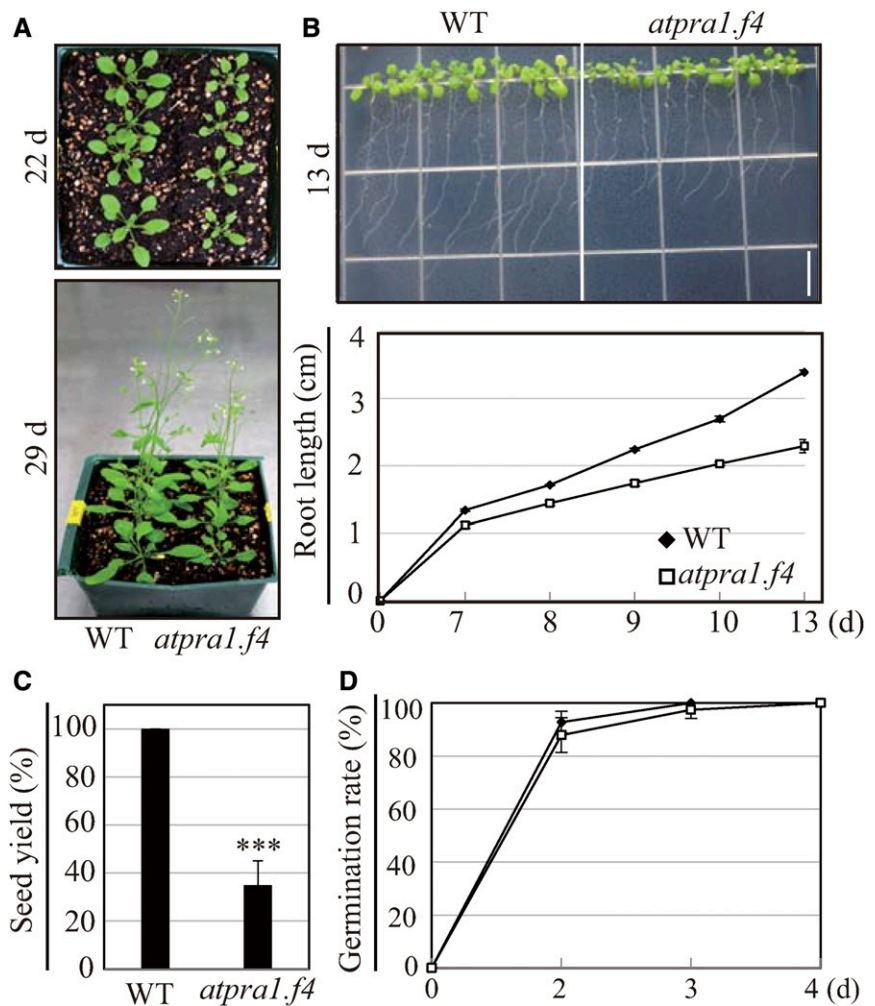 A
22 d
29 d
WT atpra1.f4
B
WT atpra1.f4
13 d
Root length (cm)
4
3
2
1
0
WT
atpra1.f4
0 7 8 9 10 13 (d)
C
Seed yield (%)
100
80
60
40
20
0
***
WT atpra1.f4
D
Germination rate (%)
100
80
60
40
20
0
0 2 3 4 (d)